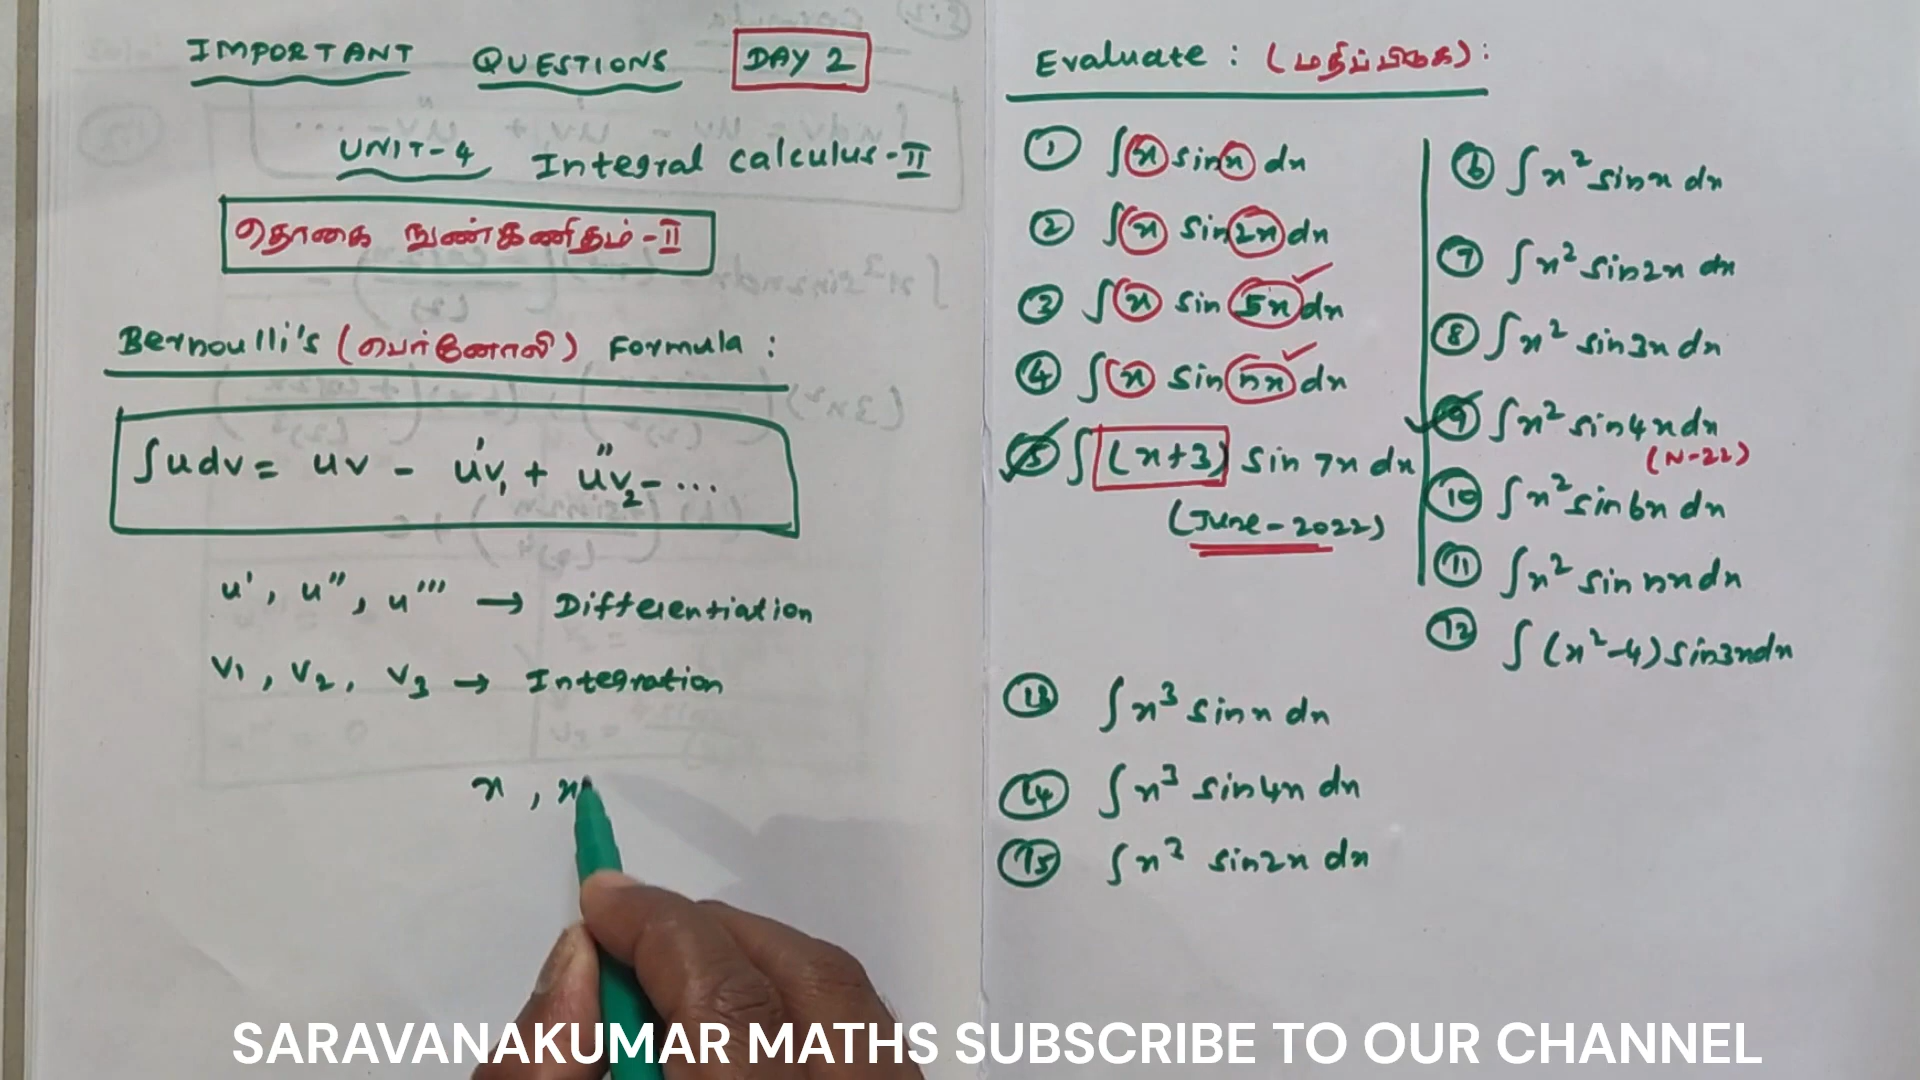 IMPORTANT QUESTIONS DAY 2
UNIT-4 Integral calculus-II
தொகை நுண்கணிதம்-II
Bernoulli's (பெர்னோலி) Formula :
∫udv = uv - u'v₁ + u''v₂ - ...
u', u'', u''' → Differentiation
v₁, v₂, v₃ → Integration
x , x
Evaluate : (மதிப்பிடுக) :
① ∫x sinx dx
② ∫x sin2x dx
③ ∫x sin 5x dx
④ ∫x sin nx dx
⑤ ∫(x+3) sin 7x dx
(June-2022)
⑥ ∫x² sinx dx
⑦ ∫x² sin2x dx
⑧ ∫x² sin3x dx
⑨ ∫x² sin4x dx
(N-22)
⑩ ∫x² sin6x dx
⑪ ∫x² sin nx dx
⑫ ∫(x²-4) sin3x dx
⑬ ∫x³ sinx dx
⑭ ∫x³ sin4x dx
⑮ ∫x³ sin2x dx
SARAVANAKUMAR MATHS SUBSCRIBE TO OUR CHANNEL